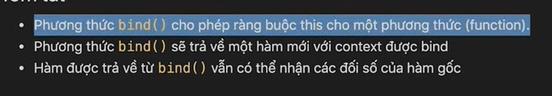 Phương thức bind() cho phép ràng buộc this cho một phương thức (function).
Phương thức bind() sẽ trả về một hàm mới với context được bind
Hàm được trả về từ bind() vẫn có thể nhận các đối số của hàm gốc